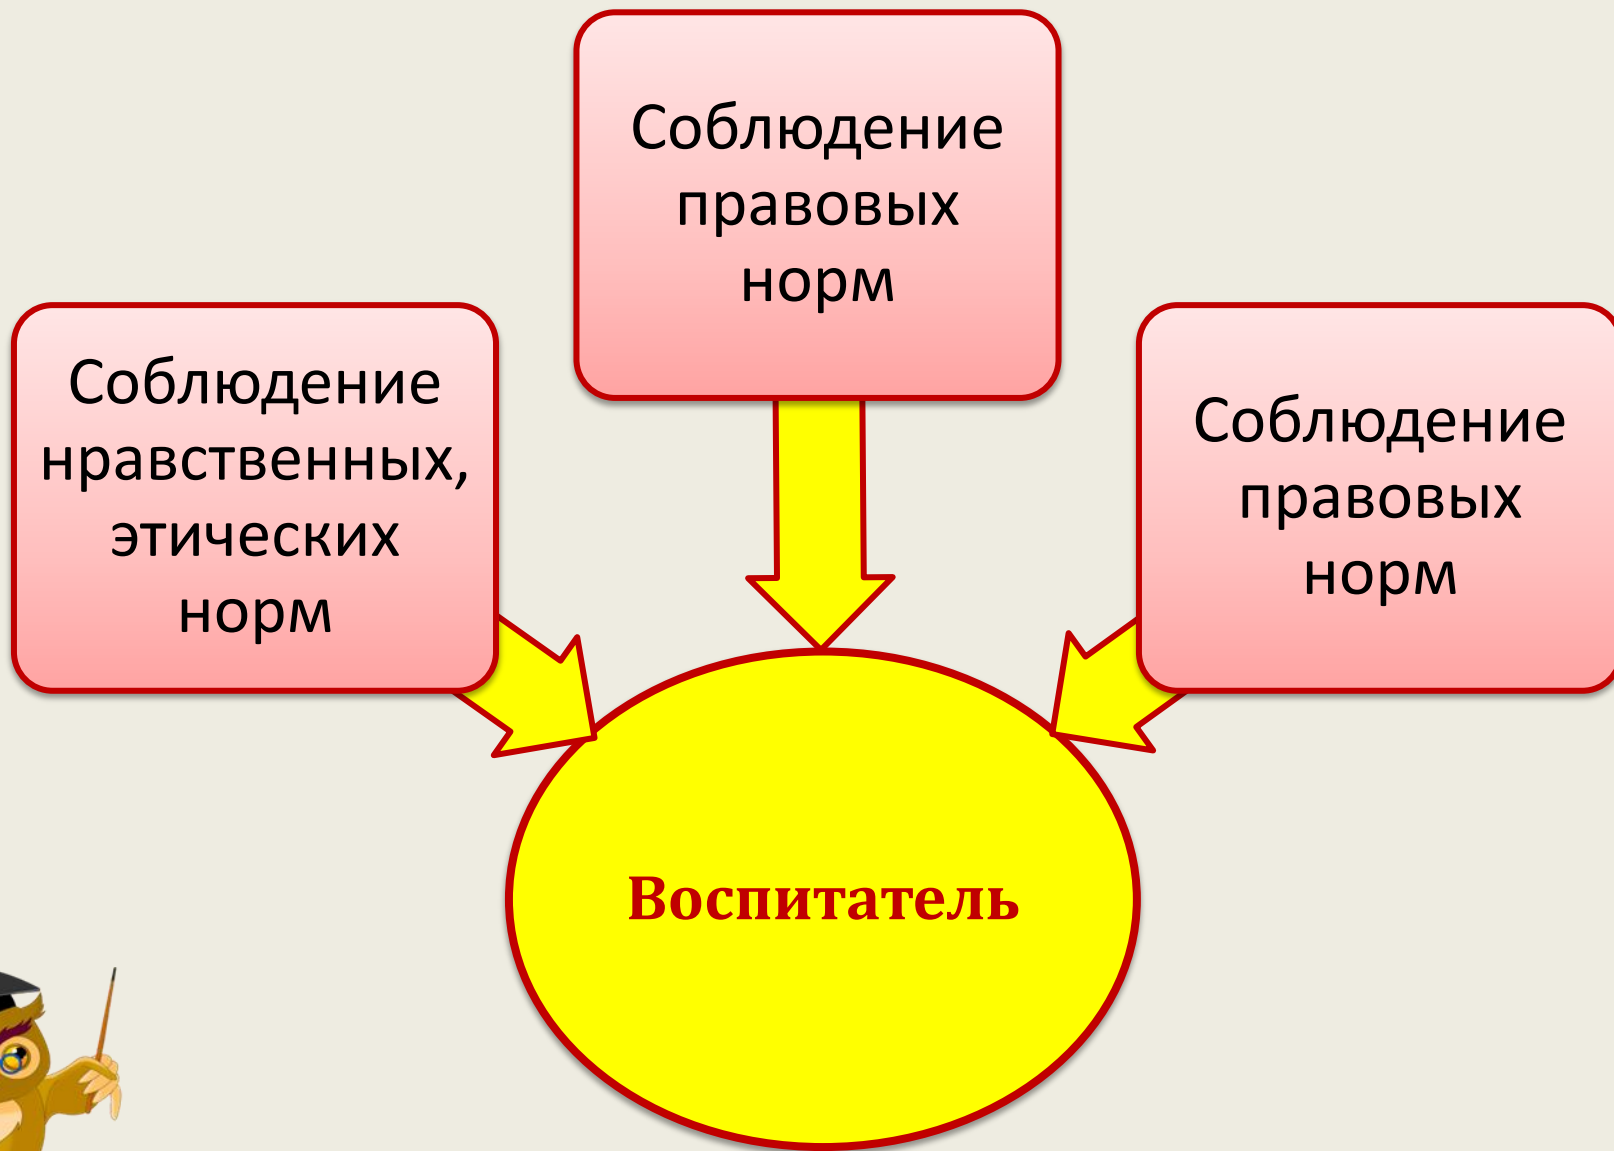 Соблюдение
правовых
норм
Соблюдение
нравственных,
этических
норм
Соблюдение
правовых
норм
Воспитатель